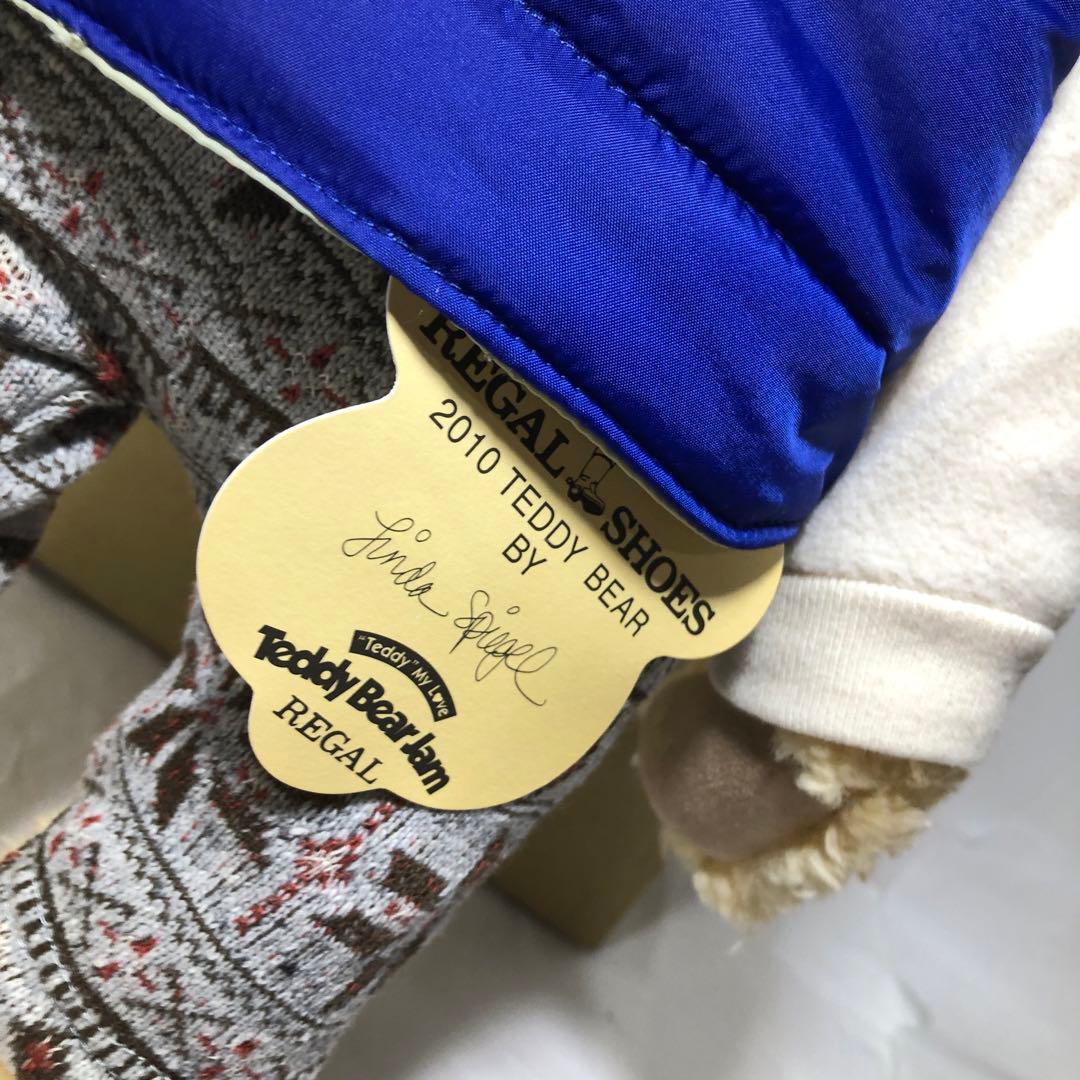 REGAL SHOES
2010 TEDDY BEAR
BY
Linda Spiegel
"Teddy" My Love
Teddy Bear Jam
REGAL